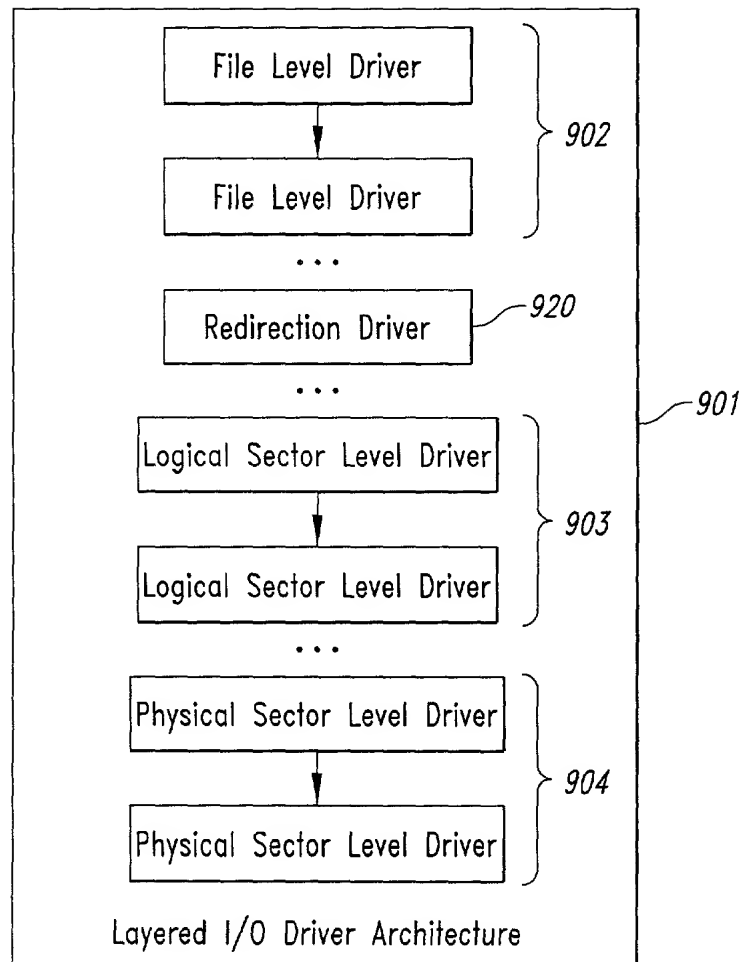 File Level Driver
902
File Level Driver
...
Redirection Driver
920
...
901
Logical Sector Level Driver
903
Logical Sector Level Driver
...
Physical Sector Level Driver
904
Physical Sector Level Driver
Layered I/O Driver Architecture